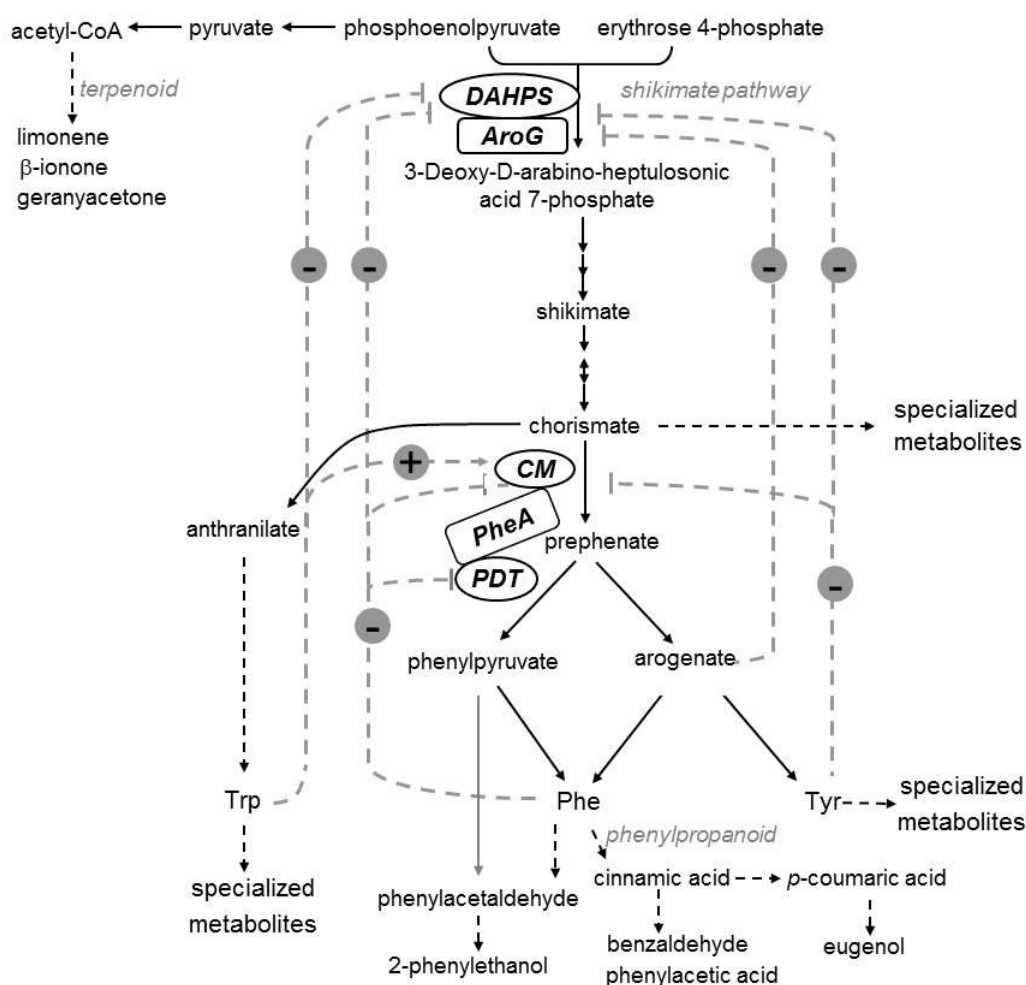 acetyl-CoA
pyruvate
phosphoenolpyruvate
erythrose 4-phosphate
terpenoid
DAHPS
shikimate pathway
AroG
limonene
β-ionone
geranyacetone
3-Deoxy-D-arabino-heptulosonic
acid 7-phosphate
-
-
-
-
shikimate
chorismate
specialized
metabolites
+
CM
anthranilate
PheA
prephenate
PDT
-
-
phenylpyruvate
arogenate
Trp
Phe
Tyr
specialized
metabolites
phenylpropanoid
specialized
metabolites
phenylacetaldehyde
cinnamic acid
p-coumaric acid
2-phenylethanol
benzaldehyde
phenylacetic acid
eugenol